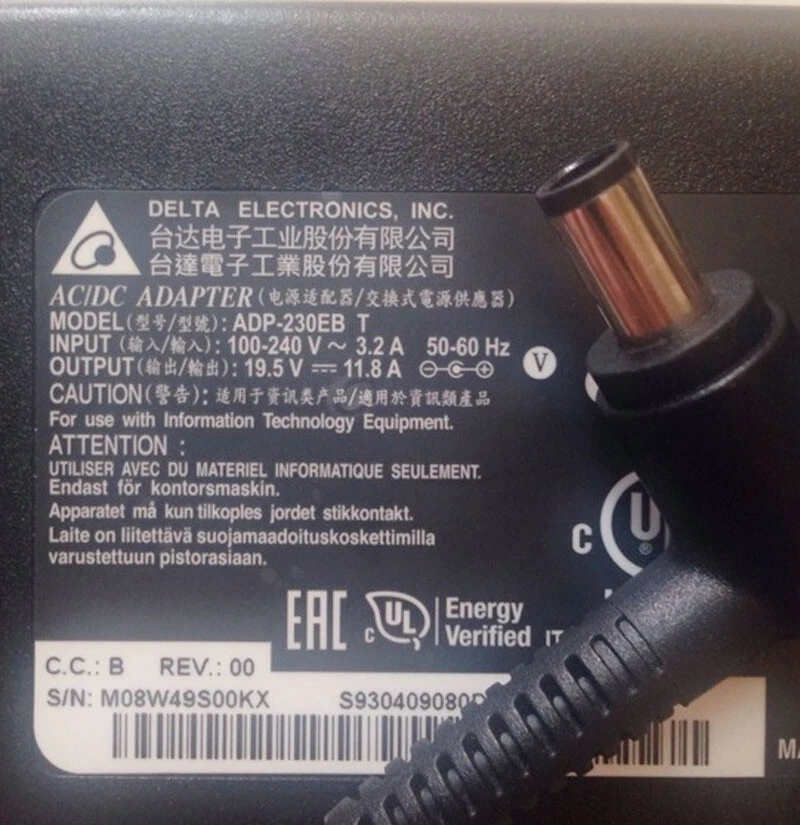 DELTA ELECTRONICS, INC.
台达电子工业股份有限公司
台達電子工業股份有限公司
AC/DC ADAPTER (电源适配器/交換式電源供應器)
MODEL(型号/型號): ADP-230EB T
INPUT (输入/輸入): 100-240 V ~ 3.2 A 50-60 Hz
OUTPUT(输出/輸出): 19.5 V ⎓ 11.8 A
V
CAUTION(警告): 适用于资讯类产品/適用於資訊類產品
For use with Information Technology Equipment.
ATTENTION :
UTILISER AVEC DU MATERIEL INFORMATIQUE SEULEMENT.
Endast för kontorsmaskin.
Apparatet må kun tilkoples jordet stikkontakt.
Laite on liitettävä suojamaadoituskoskettimilla
varustettuun pistorasiaan.
C U ®
EAC C UL Energy
Verified IT
C.C.: B REV.: 00
S/N: M08W49S00KX S930409080